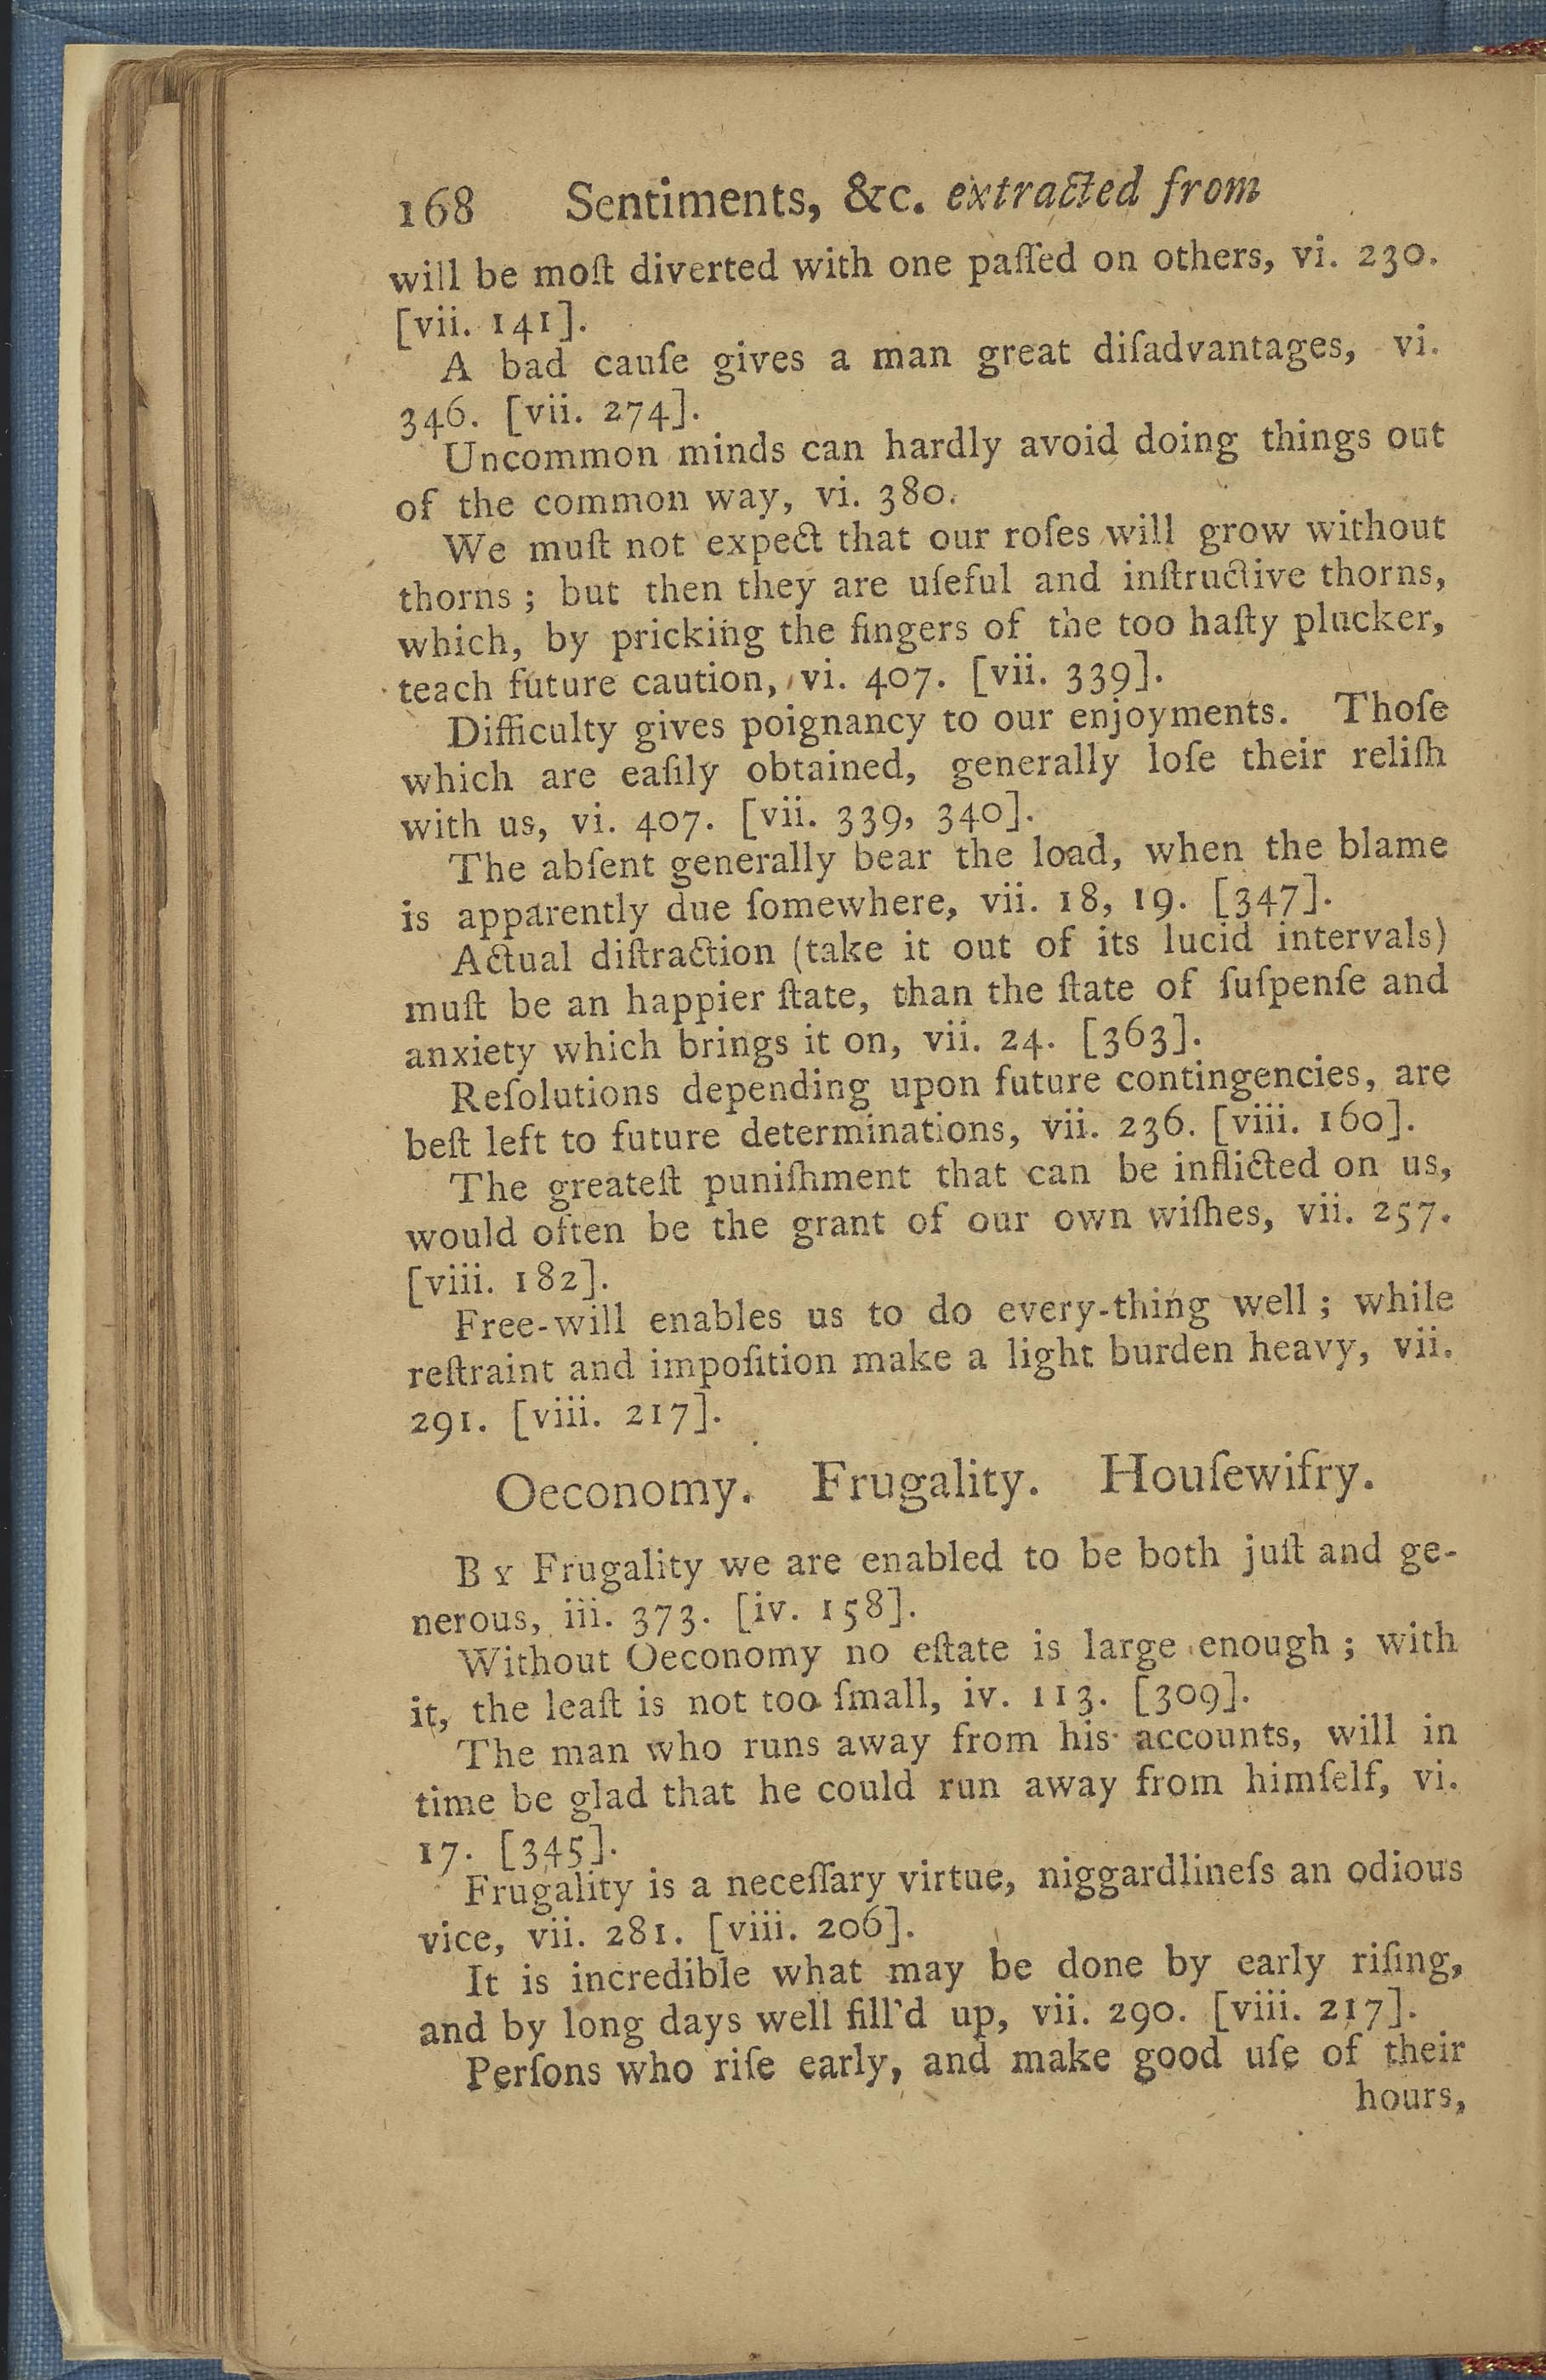 168 Sentiments, &c. extracted from
will be moſt diverted with one paſſed on others, vi. 230.
[vii. 141].
A bad cauſe gives a man great diſadvantages, vi.
346. [vii. 274].
Uncommon minds can hardly avoid doing things out
of the common way, vi. 380.
We muſt not expect that our roſes will grow without
thorns; but then they are uſeful and inſtructive thorns,
which, by pricking the fingers of the too haſty plucker,
teach future caution, vi. 407. [vii. 339].
Difficulty gives poignancy to our enjoyments. Thoſe
which are eaſily obtained, generally loſe their reliſh
with us, vi. 407. [vii. 339, 340].
The abſent generally bear the load, when the blame
is apparently due ſomewhere, vii. 18, 19. [347].
Actual diſtraction (take it out of its lucid intervals)
muſt be an happier ſtate, than the ſtate of ſuſpenſe and
anxiety which brings it on, vii. 24. [363].
Reſolutions depending upon future contingencies, are
beſt left to future determinations, vii. 236. [viii. 160].
The greateſt puniſhment that can be inflicted on us,
would often be the grant of our own wiſhes, vii. 257.
[viii. 182].
Free-will enables us to do every-thing well; while
reſtraint and impoſition make a light burden heavy, vii.
291. [viii. 217].
Oeconomy. Frugality. Houſewifry.
BY Frugality we are enabled to be both juſt and ge-
nerous, iii. 373. [iv. 158].
Without Oeconomy no eſtate is large enough; with
it, the leaſt is not too ſmall, iv. 113. [309].
The man who runs away from his accounts, will in
time be glad that he could run away from himſelf, vi.
17. [345].
Frugality is a neceſſary virtue, niggardlineſs an odious
vice, vii. 281. [viii. 206].
It is incredible what may be done by early riſing,
and by long days well fill'd up, vii. 290. [viii. 217].
Perſons who riſe early, and make good uſe of their
hours,